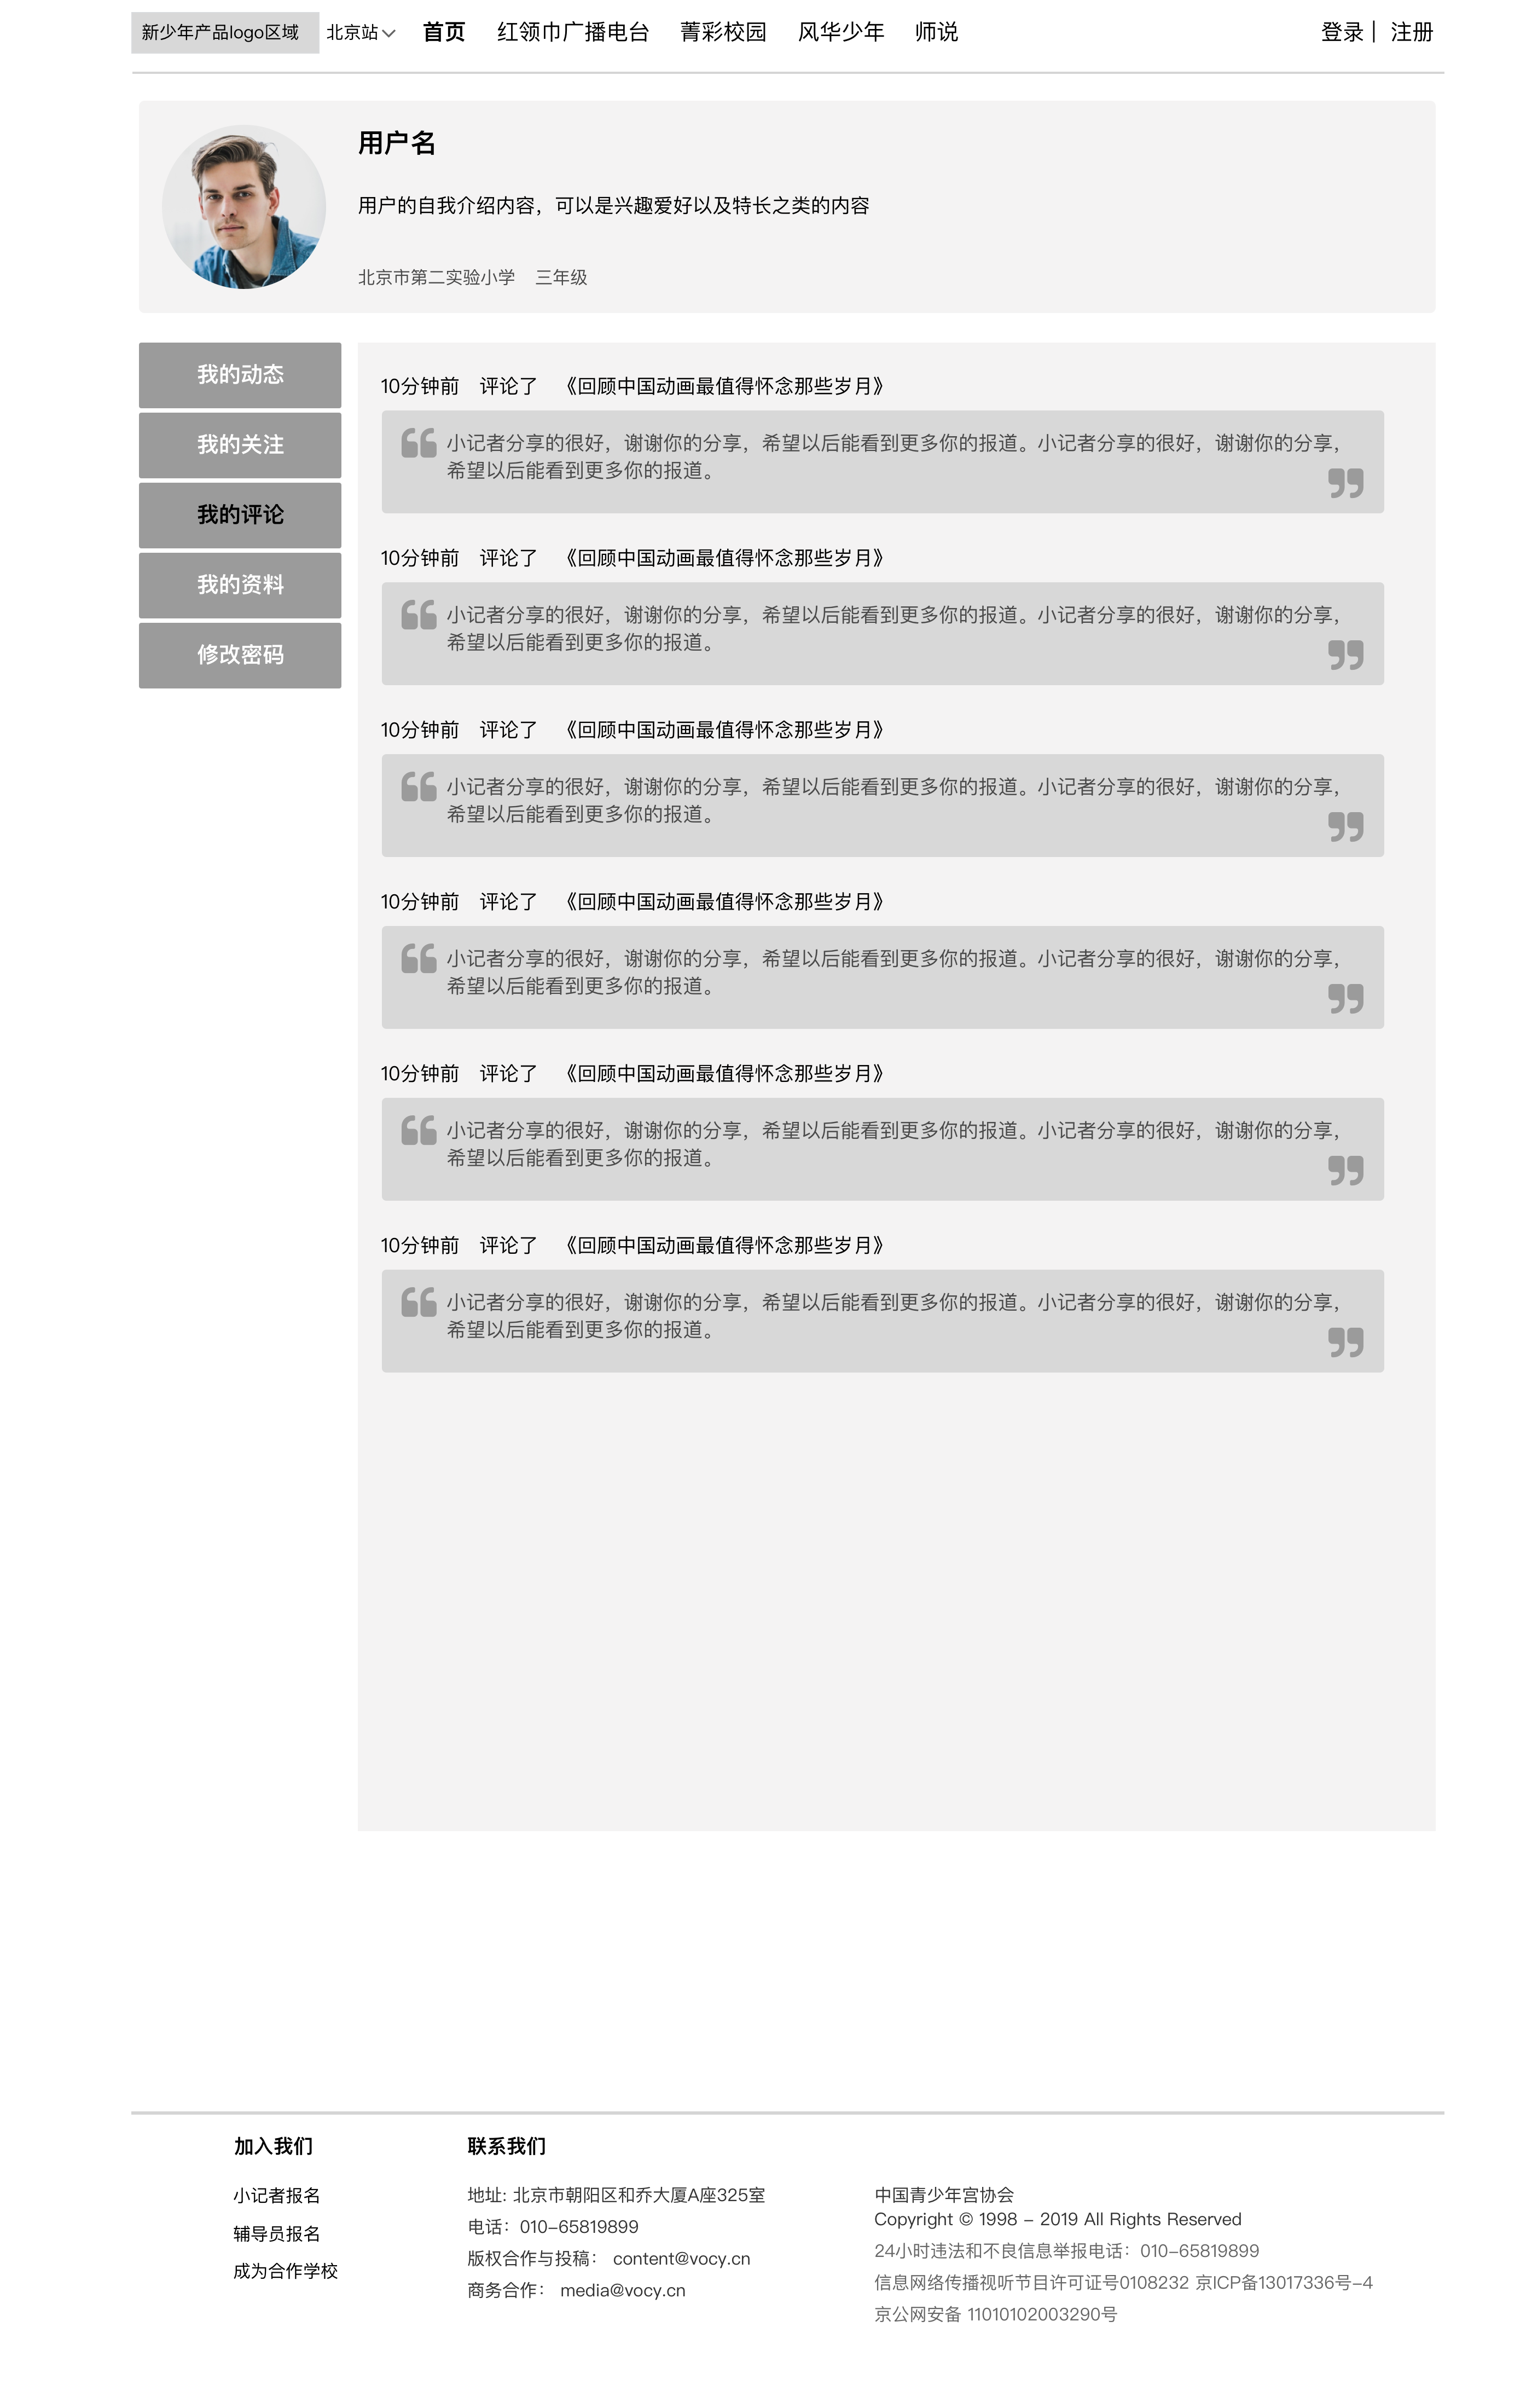 新少年产品logo区域 北京站 首页 红领巾广播电台 菁彩校园 风华少年 师说 登录 | 注册
用户名
用户的自我介绍内容，可以是兴趣爱好以及特长之类的内容
北京市第二实验小学 三年级
我的动态
我的关注
我的评论
我的资料
修改密码
10分钟前 评论了 《回顾中国动画最值得怀念那些岁月》
小记者分享的很好，谢谢你的分享，希望以后能看到更多你的报道。小记者分享的很好，谢谢你的分享，
希望以后能看到更多你的报道。
10分钟前 评论了 《回顾中国动画最值得怀念那些岁月》
小记者分享的很好，谢谢你的分享，希望以后能看到更多你的报道。小记者分享的很好，谢谢你的分享，
希望以后能看到更多你的报道。
10分钟前 评论了 《回顾中国动画最值得怀念那些岁月》
小记者分享的很好，谢谢你的分享，希望以后能看到更多你的报道。小记者分享的很好，谢谢你的分享，
希望以后能看到更多你的报道。
10分钟前 评论了 《回顾中国动画最值得怀念那些岁月》
小记者分享的很好，谢谢你的分享，希望以后能看到更多你的报道。小记者分享的很好，谢谢你的分享，
希望以后能看到更多你的报道。
10分钟前 评论了 《回顾中国动画最值得怀念那些岁月》
小记者分享的很好，谢谢你的分享，希望以后能看到更多你的报道。小记者分享的很好，谢谢你的分享，
希望以后能看到更多你的报道。
10分钟前 评论了 《回顾中国动画最值得怀念那些岁月》
小记者分享的很好，谢谢你的分享，希望以后能看到更多你的报道。小记者分享的很好，谢谢你的分享，
希望以后能看到更多你的报道。
加入我们
小记者报名
辅导员报名
成为合作学校
联系我们
地址: 北京市朝阳区和乔大厦A座325室
电话：010-65819899
版权合作与投稿： content@vocy.cn
商务合作： media@vocy.cn
中国青少年宫协会
Copyright © 1998 - 2019 All Rights Reserved
24小时违法和不良信息举报电话：010-65819899
信息网络传播视听节目许可证号0108232 京ICP备13017336号-4
京公网安备 11010102003290号